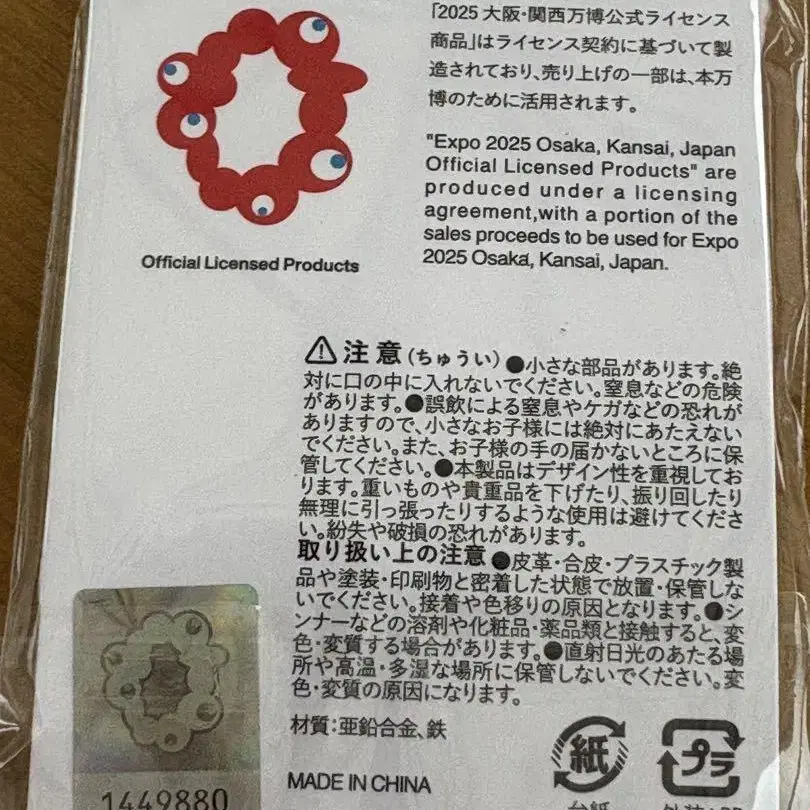 「2025大阪・関西万博公式ライセンス
商品」はライセンス契約に基づいて製
造されており、売り上げの一部は、本万
博のために活用されます。
"Expo 2025 Osaka, Kansai, Japan
Official Licensed Products" are
produced under a licensing
agreement,with a portion of the
sales proceeds to be used for Expo
2025 Osaka, Kansai, Japan.
Official Licensed Products
⚠注意(ちゅうい)●小さな部品があります。絶
対に口の中に入れないでください。窒息などの危険
があります。●誤飲による窒息やケガなどの恐れが
ありますので、小さなお子様には絶対にあたえない
でください。また、お子様の手の届かないところに保
管してください。●本製品はデザイン性を重視してお
ります。重いものや貴重品を下げたり、振り回したり
無理に引っ張ったりするような使用は避けてくださ
い。紛失や破損の恐れがあります。
取り扱い上の注意●皮革・合皮・プラスチック製
品や塗装・印刷物と密着した状態で放置・保管しな
いでください。接着や色移りの原因となります。●シ
ンナーなどの溶剤や化粧品・薬品類と接触すると、変
色・変質する場合があります。●直射日光のあたる場
所や高温・多湿な場所に保管しないでください。変
色・変質の原因になります。
材質:亜鉛合金、鉄
MADE IN CHINA
紙
プラ
台紙
1449880